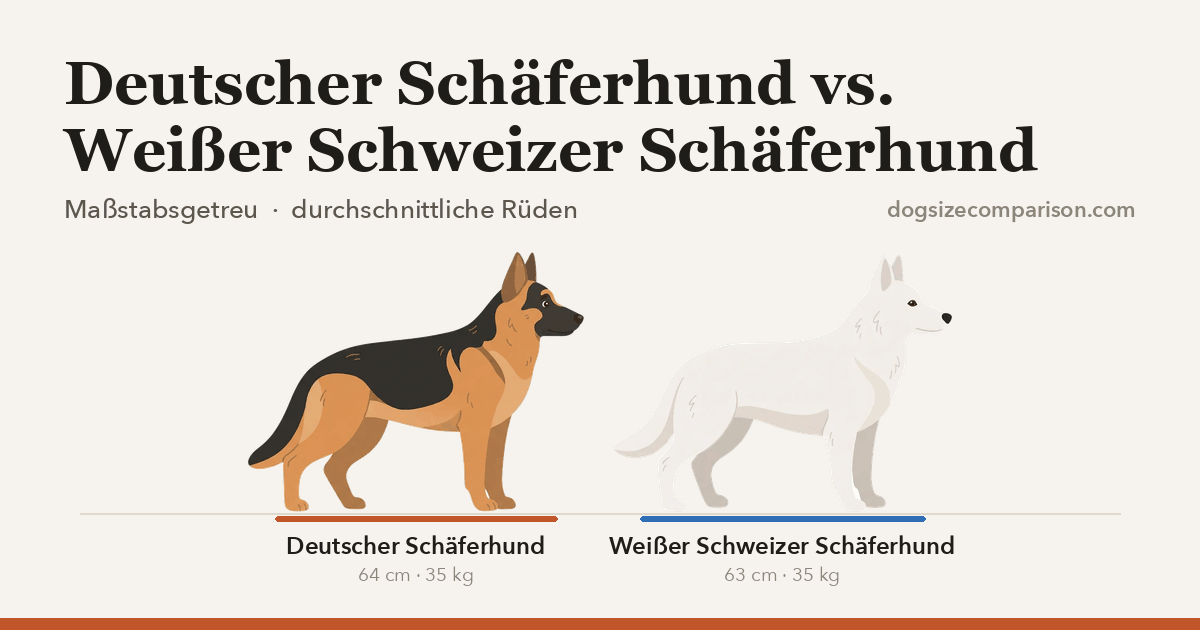 Deutscher Schäferhund vs.
Weißer Schweizer Schäferhund
Maßstabsgetreu · durchschnittliche Rüden
dogsizecomparison.com
Deutscher Schäferhund
64 cm · 35 kg
Weißer Schweizer Schäferhund
63 cm · 35 kg